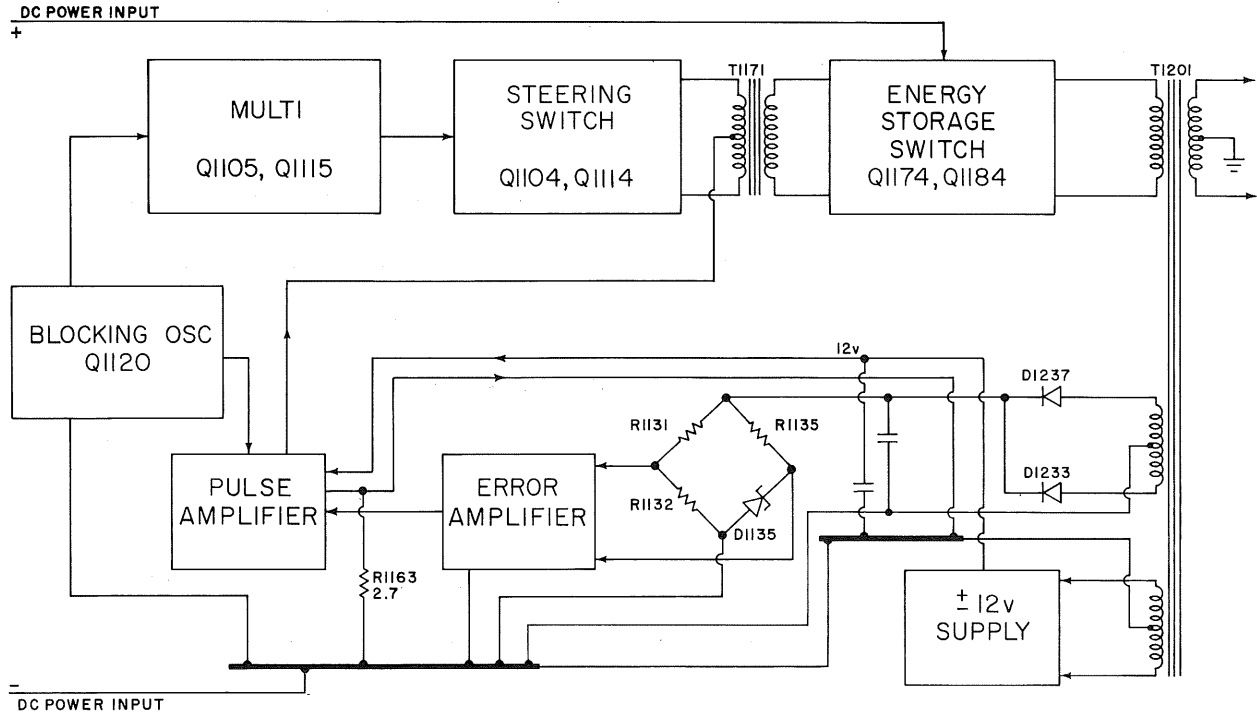 DC POWER INPUT
+
MULTI
Q1105, Q1115
STEERING
SWITCH
Q1104, Q1114
T1171
ENERGY
STORAGE
SWITCH
Q1174, Q1184
T1201
BLOCKING OSC
Q1120
12v
D1237
R1131
R1135
D1233
R1132
D1135
PULSE
AMPLIFIER
ERROR
AMPLIFIER
R1163
2.7
± 12v
SUPPLY
−
DC POWER INPUT